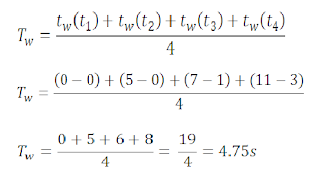 T_w = (t_w(t_1) + t_w(t_2) + t_w(t_3) + t_w(t_4)) / 4
T_w = ((0 − 0) + (5 − 0) + (7 − 1) + (11 − 3)) / 4
T_w = (0 + 5 + 6 + 8) / 4 = 19 / 4 = 4.75s